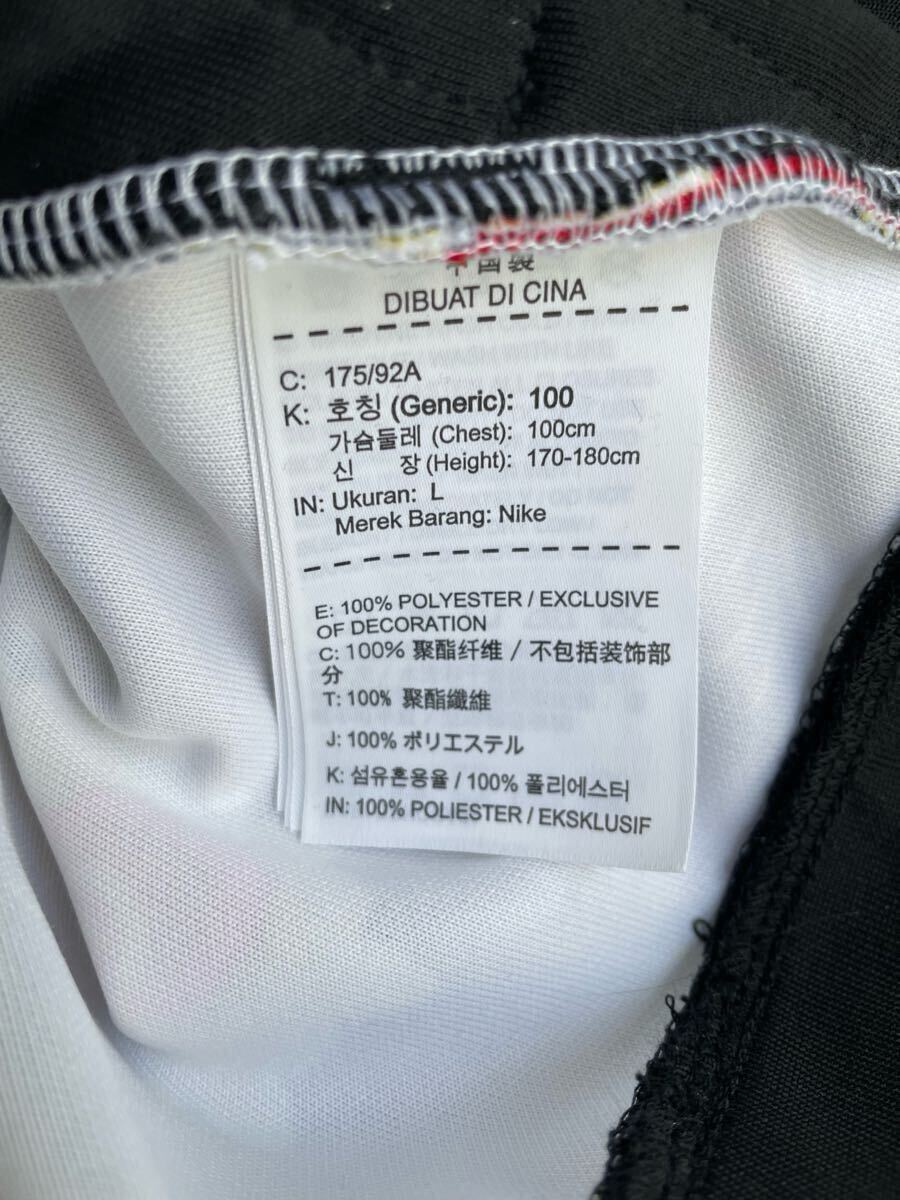 中国製
DIBUAT DI CINA
C: 175/92A
K: 호칭 (Generic): 100
가슴둘레 (Chest): 100cm
신 장 (Height): 170-180cm
IN: Ukuran: L
Merek Barang: Nike
E: 100% POLYESTER / EXCLUSIVE
OF DECORATION
C: 100% 聚酯纤维 / 不包括装饰部
分
T: 100% 聚酯纖維
J: 100% ポリエステル
K: 섬유혼용율 / 100% 폴리에스터
IN: 100% POLIESTER / EKSKLUSIF